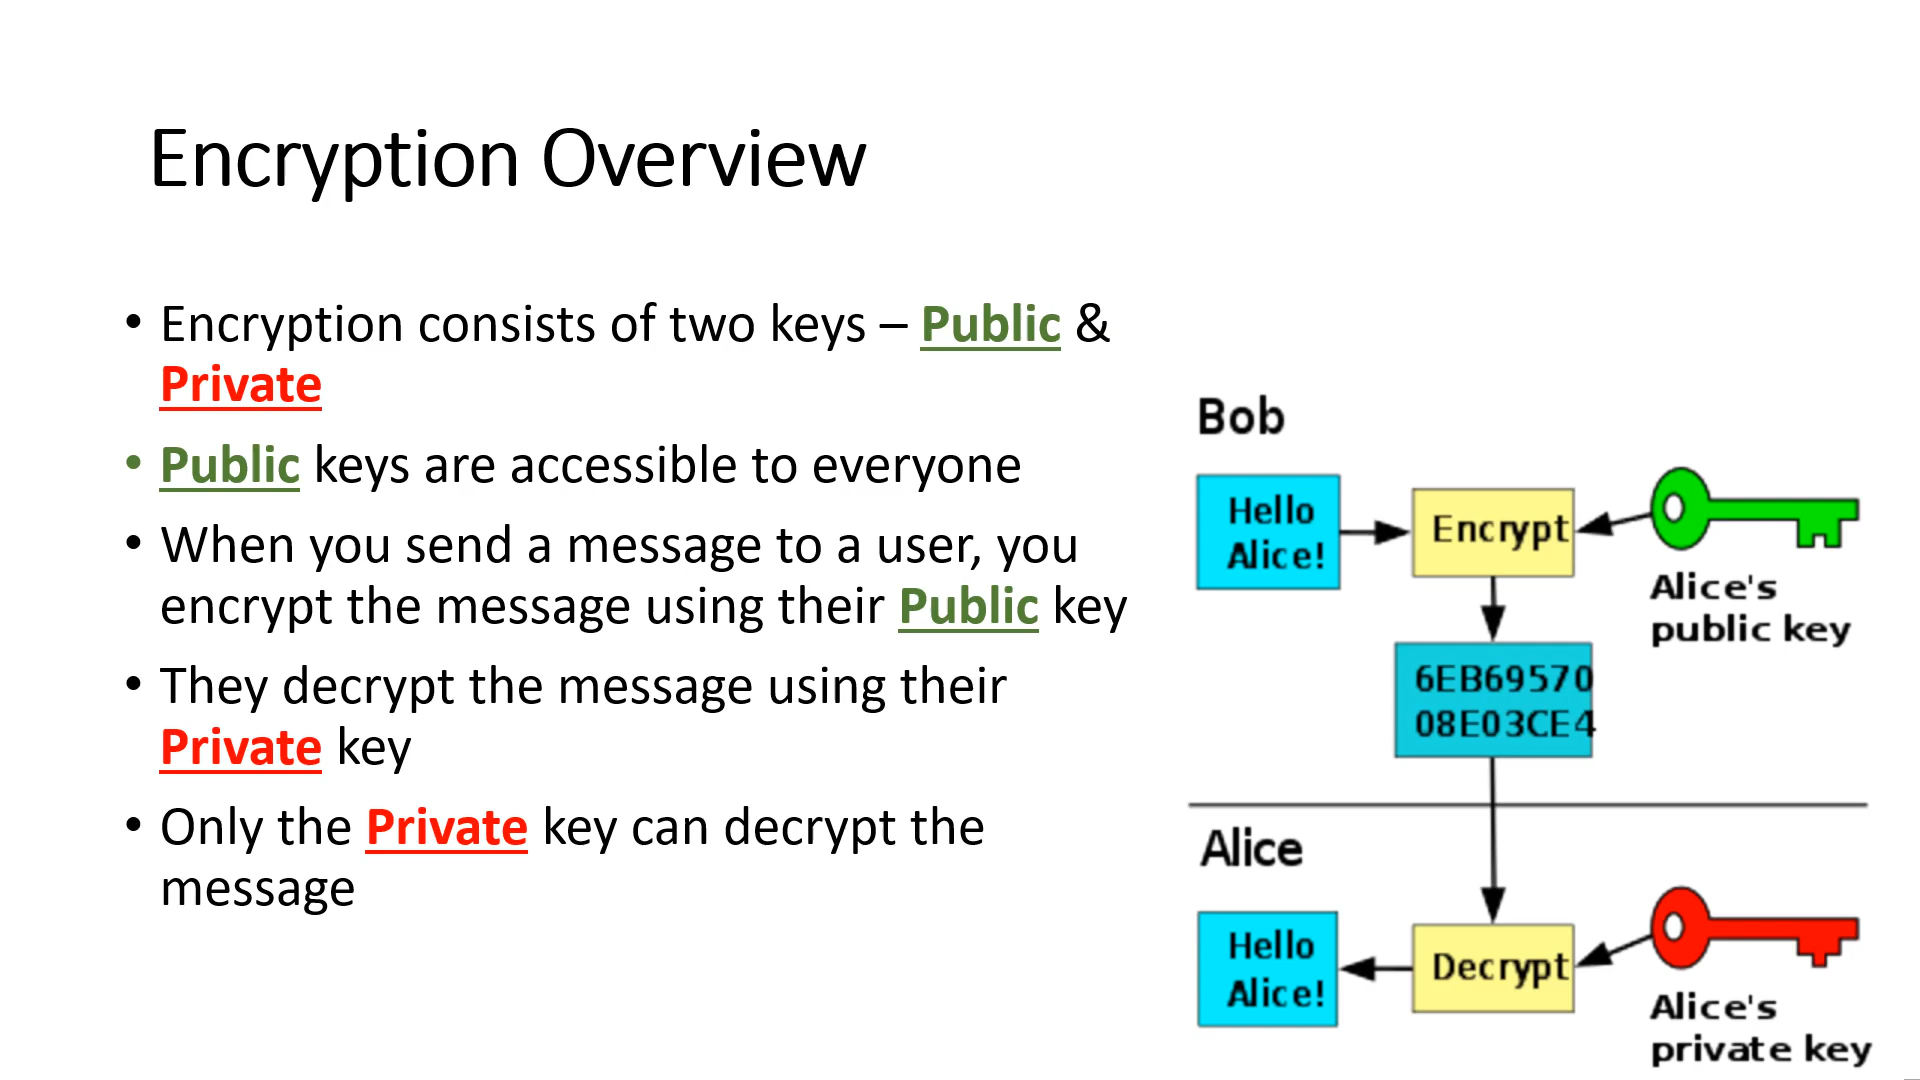 Encryption Overview
• Encryption consists of two keys – Public &
Private
• Public keys are accessible to everyone
• When you send a message to a user, you
encrypt the message using their Public key
• They decrypt the message using their
Private key
• Only the Private key can decrypt the
message
Bob
Hello
Alice!
Encrypt
Alice's
public key
6EB69570
08E03CE4
Alice
Hello
Alice!
Decrypt
Alice's
private key